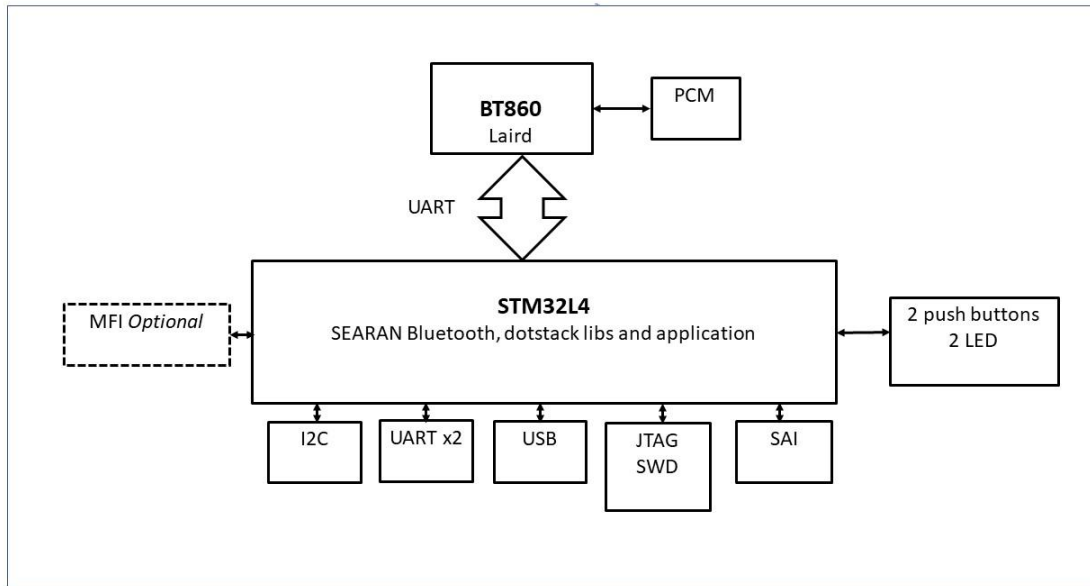 BT860
Laird
PCM
UART
STM32L4
SEARAN Bluetooth, dotstack libs and application
MFI Optional
2 push buttons
2 LED
I2C
UART x2
USB
JTAG
SWD
SAI